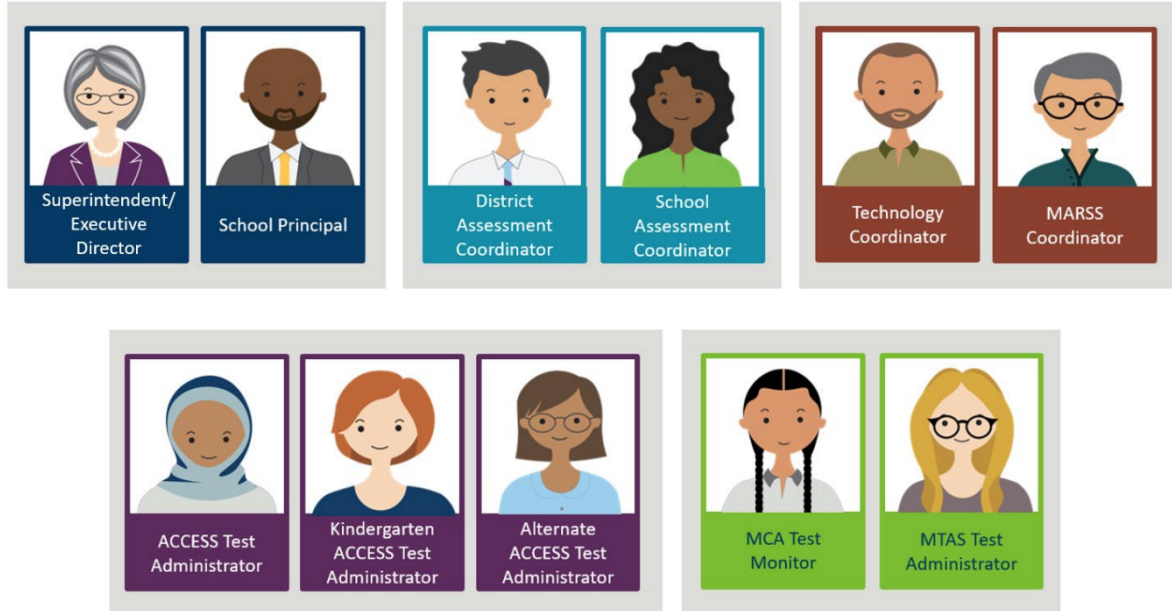 Superintendent/
Executive
Director
School Principal
District
Assessment
Coordinator
School
Assessment
Coordinator
Technology
Coordinator
MARSS
Coordinator
ACCESS Test
Administrator
Kindergarten
ACCESS Test
Administrator
Alternate
ACCESS Test
Administrator
MCA Test
Monitor
MTAS Test
Administrator